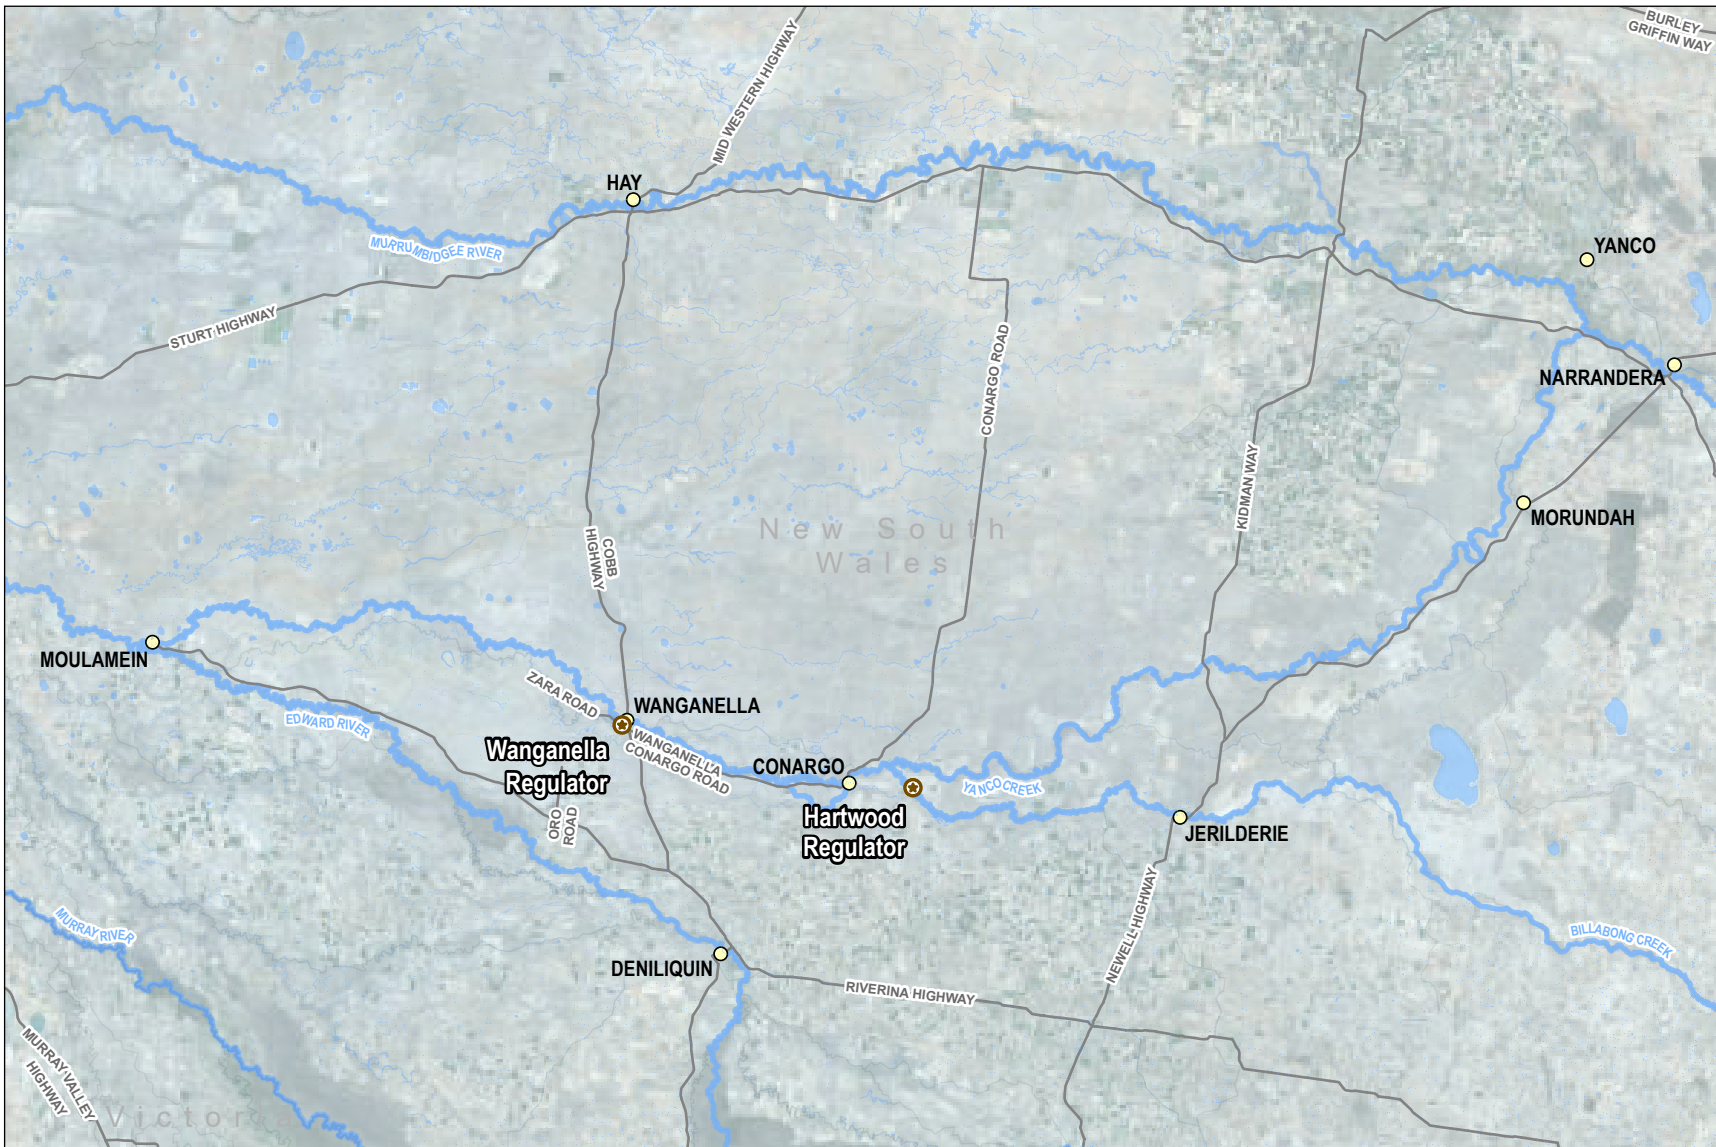 BURLEY
GRIFFIN WAY
MID WESTERN HIGHWAY
HAY
MURRUMBIDGEE RIVER
YANCO
STURT HIGHWAY
CONARGO ROAD
NARRANDERA
KIDMAN WAY
MORUNDAH
New South
Wales
COBB
HIGHWAY
MOULAMEIN
ZARA ROAD
WANGANELLA
EDWARD RIVER
WANGANELLA
CONARGO ROAD
Wanganella
Regulator
CONARGO
YANCO CREEK
Hartwood
Regulator
ORO
ROAD
JERILDERIE
MURRAY RIVER
NEWELL HIGHWAY
BILLABONG CREEK
DENILIQUIN
RIVERINA HIGHWAY
MURRAY VALLEY
HIGHWAY
Victoria